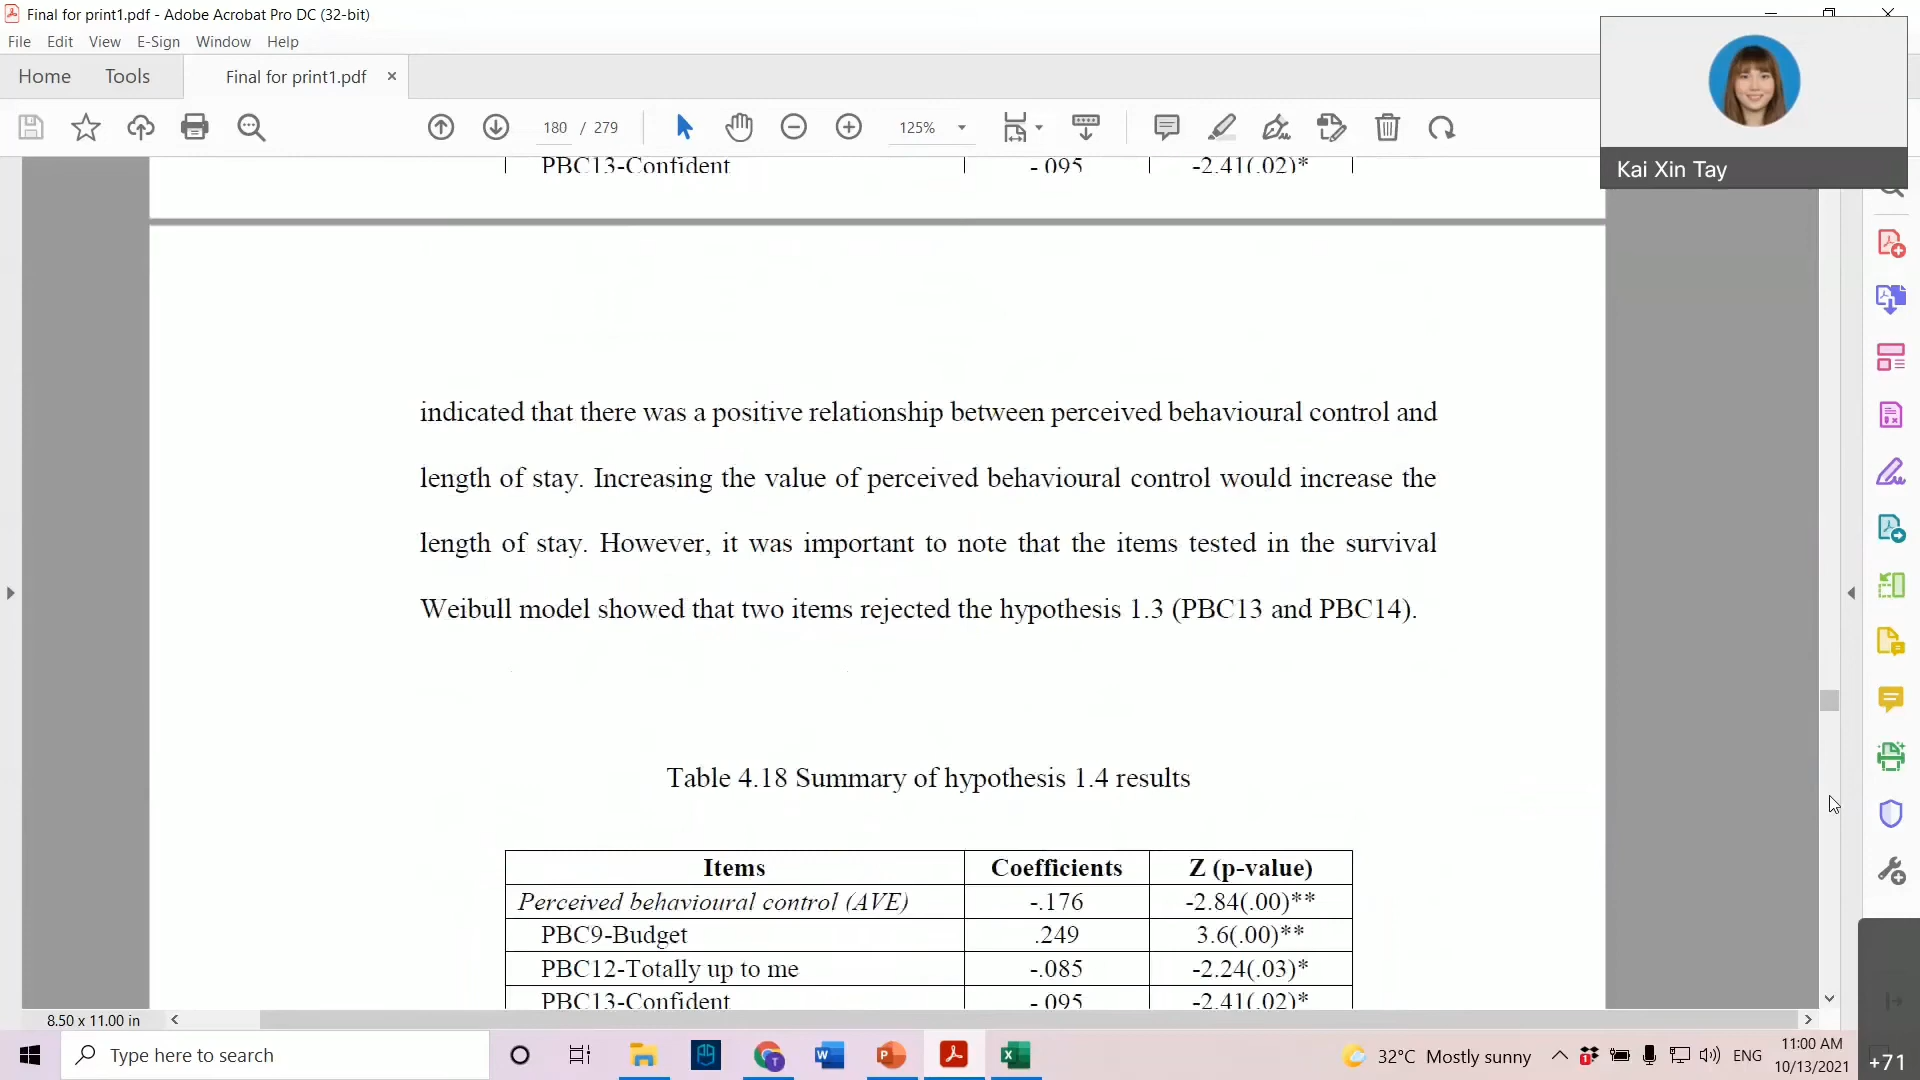 Final for print1.pdf - Adobe Acrobat Pro DC (32-bit)
File Edit View E-Sign Window Help
Home Tools Final for print1.pdf ×
180 / 279 125%
Kai Xin Tay
PBC13-Confident -.095 -2.41(.02)*
indicated that there was a positive relationship between perceived behavioural control and
length of stay. Increasing the value of perceived behavioural control would increase the
length of stay. However, it was important to note that the items tested in the survival
Weibull model showed that two items rejected the hypothesis 1.3 (PBC13 and PBC14).
Table 4.18 Summary of hypothesis 1.4 results
Items Coefficients Z (p-value)
Perceived behavioural control (AVE) -.176 -2.84(.00)**
PBC9-Budget .249 3.6(.00)**
PBC12-Totally up to me -.085 -2.24(.03)*
PBC13-Confident -.095 -2.41(.02)*
8.50 x 11.00 in
Type here to search
32°C Mostly sunny
ENG
11:00 AM
10/13/2021
+71